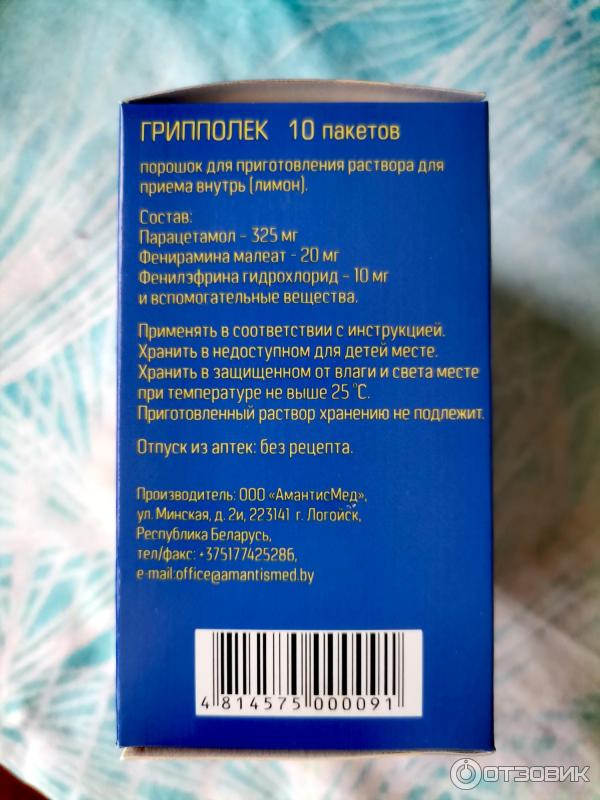 ГРИППОЛЕК 10 пакетов
порошок для приготовления раствора для
приема внутрь (лимон).
Состав:
Парацетамол - 325 мг
Фенирамина малеат - 20 мг
Фенилэфрина гидрохлорид - 10 мг
и вспомогательные вещества.
Применять в соответствии с инструкцией.
Хранить в недоступном для детей месте.
Хранить в защищенном от влаги и света месте
при температуре не выше 25 °C.
Приготовленный раствор хранению не подлежит.
Отпуск из аптек: без рецепта.
Производитель: ООО «АмантисМед»,
ул. Минская, д. 2и, 223141 г. Логойск,
Республика Беларусь,
тел/факс: +375177425286,
e-mail:office@amantismed.by
4 814575 000091
ОТЗОВИК